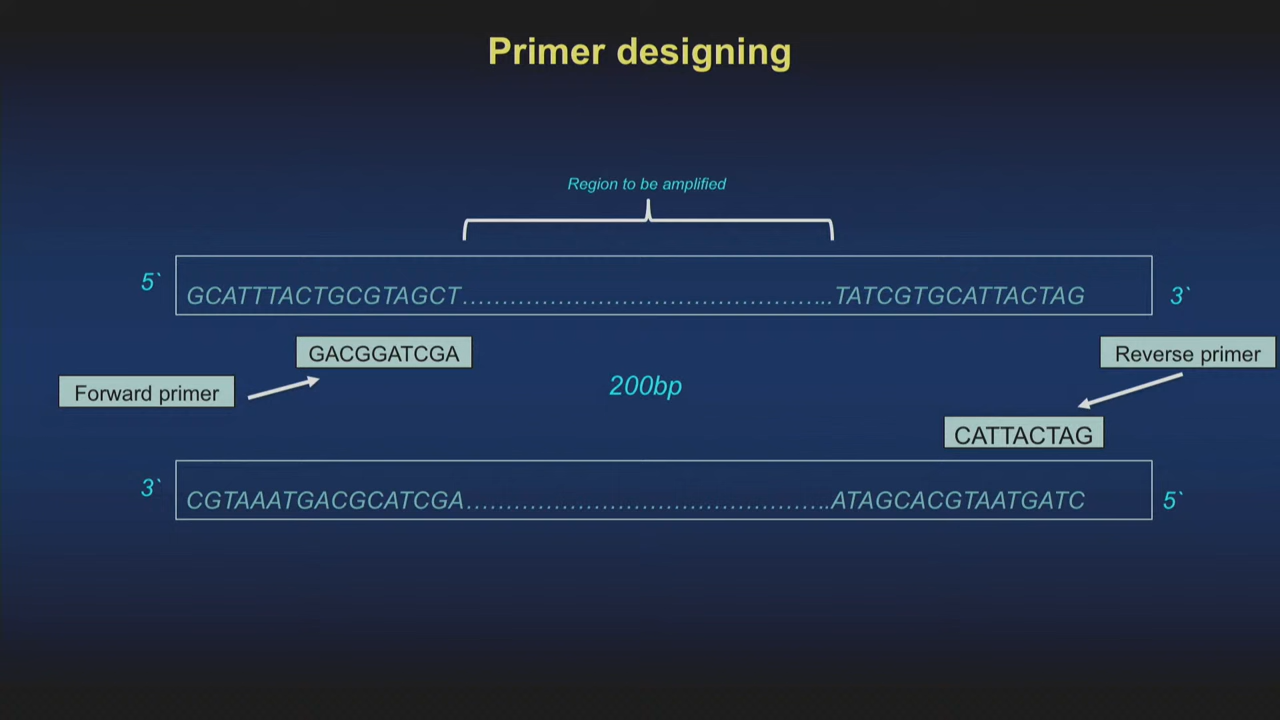 Primer designing
Region to be amplified
5`
GCATTTACTGCGTAGCT...............................................TATCGTGCATTACTAG
3`
GACGGATCGA
Reverse primer
Forward primer
200bp
CATTACTAG
3`
CGTAAATGACGCATCGA...............................................ATAGCACGTAATGATC
5`